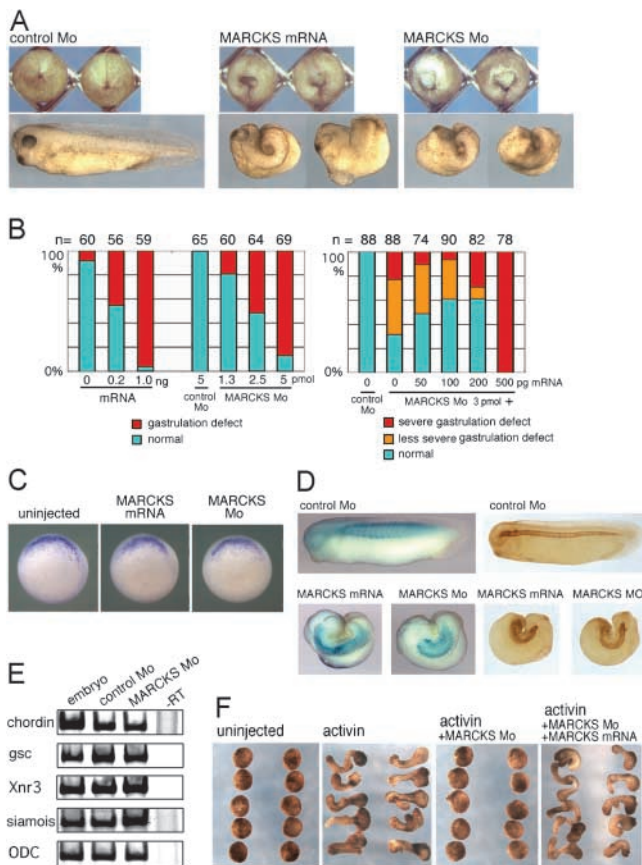 A
control Mo MARCKS mRNA MARCKS Mo
B
n= 60 56 59 65 60 64 69
100
%
0%
0 0.2 1.0 ng 5 1.3 2.5 5 pmol
mRNA control Mo MARCKS Mo
gastrulation defect
normal
n= 88 88 74 90 82 78
100
%
0%
0 0 50 100 200 500 pg mRNA
control Mo MARCKS Mo 3 pmol +
severe gastrulation defect
less severe gastrulation defect
normal
C
uninjected MARCKS mRNA MARCKS Mo
D
control Mo control Mo
MARCKS mRNA MARCKS Mo MARCKS mRNA MARCKS MO
E
embryo control Mo MARCKS Mo -RT
chordin
gsc
Xnr3
siamois
ODC
F
uninjected activin activin +MARCKS Mo activin +MARCKS Mo +MARCKS mRNA